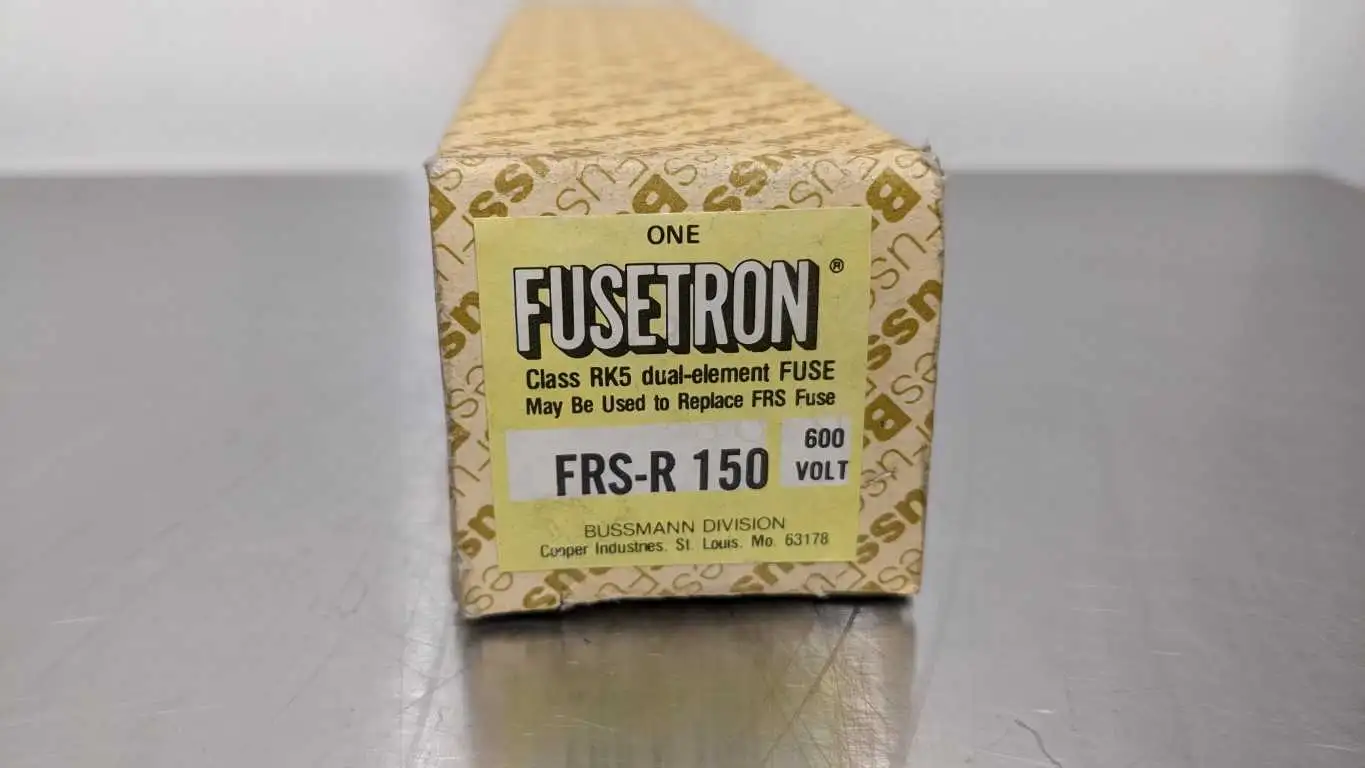 ONE
FUSETRON®
Class RK5 dual-element FUSE
May Be Used to Replace FRS Fuse
FRS-R 150
600
VOLT
BUSSMANN DIVISION
Cooper Industries. St. Louis. Mo. 63178